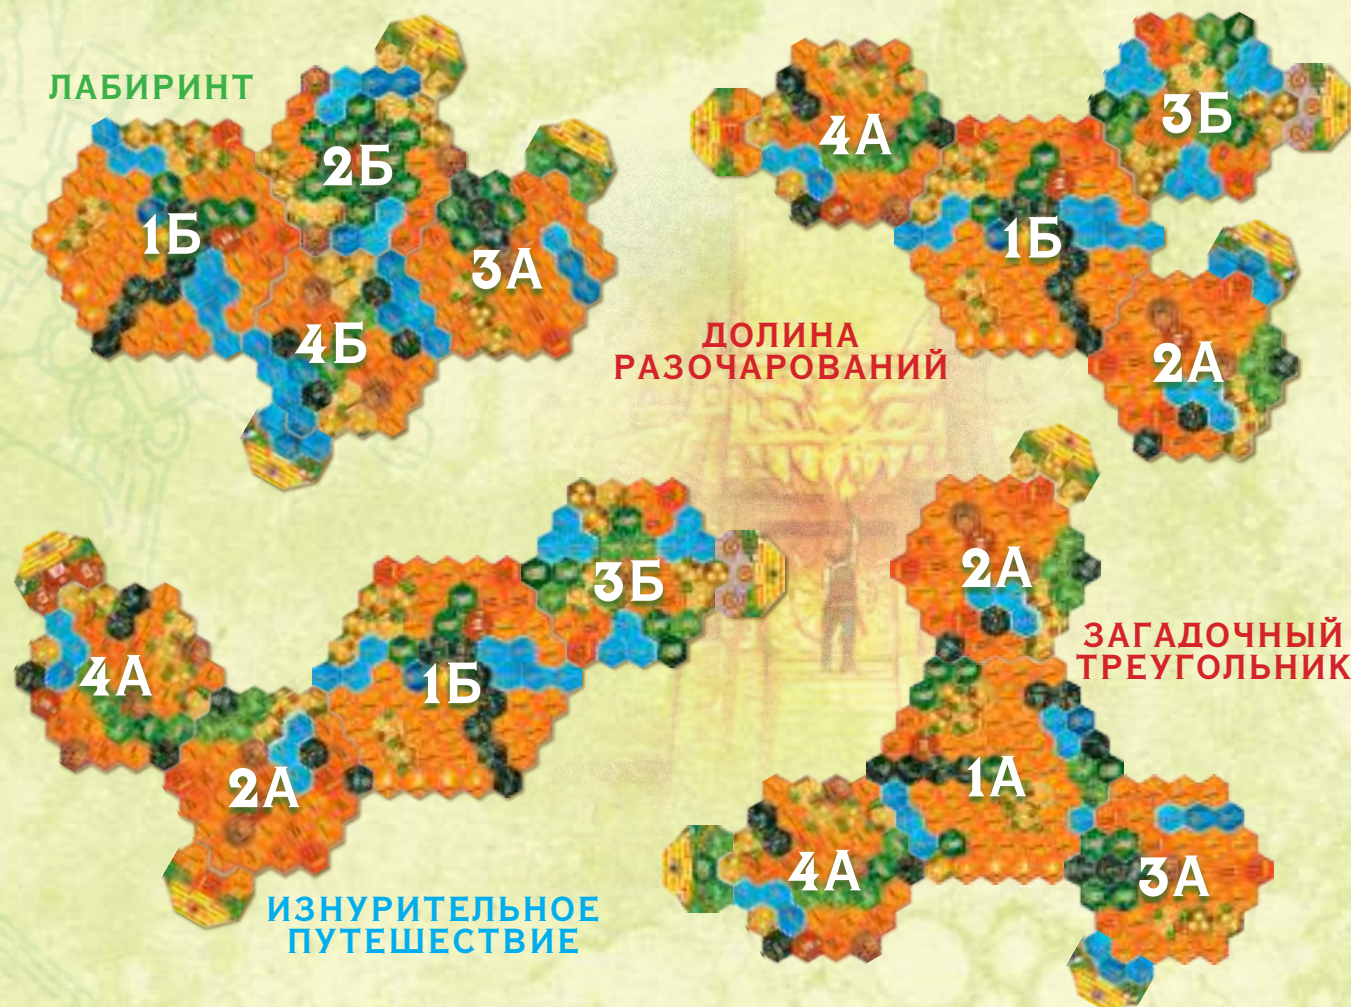 ЛАБИРИНТ
2Б
1Б
3А
4Б
4А
3Б
1Б
2А
ДОЛИНА
РАЗОЧАРОВАНИЙ
4А
2А
1Б
3Б
ИЗНУРИТЕЛЬНОЕ
ПУТЕШЕСТВИЕ
2А
1А
4А
3А
ЗАГАДОЧНЫЙ
ТРЕУГОЛЬНИК